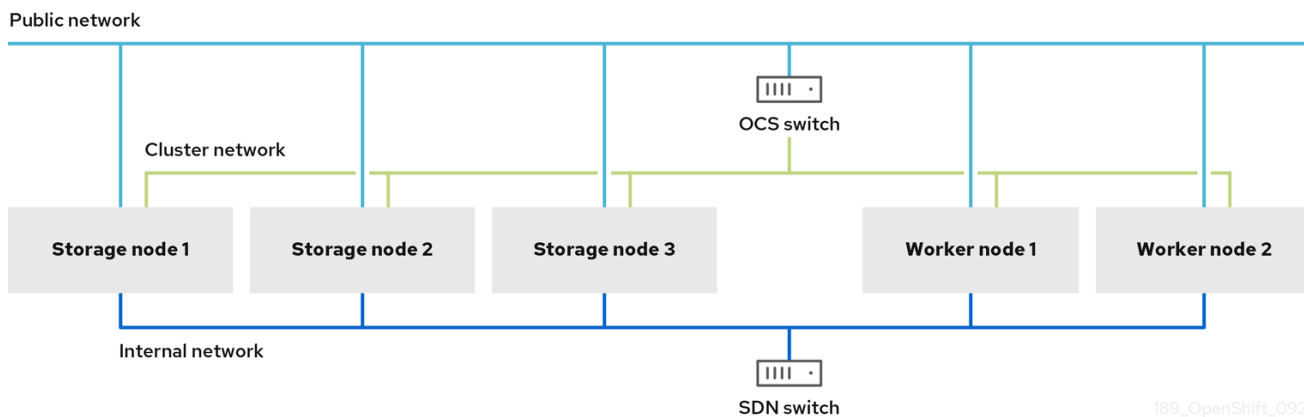 Public network
OCS switch
Cluster network
Storage node 1
Storage node 2
Storage node 3
Worker node 1
Worker node 2
Internal network
SDN switch
189_OpenShift_092